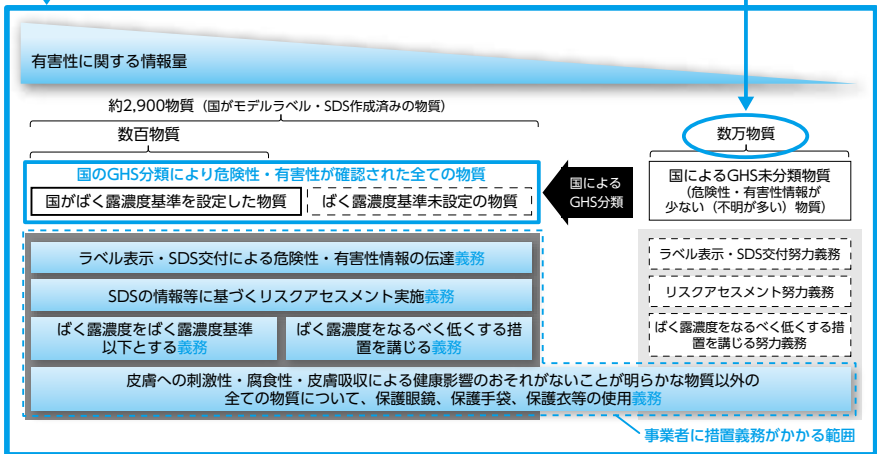 有害性に関する情報量
約2,900物質（国がモデルラベル・SDS作成済みの物質）
数百物質
数万物質
国のGHS分類により危険性・有害性が確認された全ての物質
国がばく露濃度基準を設定した物質
ばく露濃度基準未設定の物質
国による
GHS分類
国によるGHS未分類物質
（危険性・有害性情報が
少ない（不明が多い）物質）
ラベル表示・SDS交付による危険性・有害性情報の伝達義務
SDSの情報等に基づくリスクアセスメント実施義務
ばく露濃度をばく露濃度基準
以下とする義務
ばく露濃度をなるべく低くする措
置を講じる義務
ラベル表示・SDS交付努力義務
リスクアセスメント努力義務
ばく露濃度をなるべく低くする措
置を講じる努力義務
皮膚への刺激性・腐食性・皮膚吸収による健康影響のおそれがないことが明らかな物質以外の
全ての物質について、保護眼鏡、保護手袋、保護衣等の使用義務
事業者に措置義務がかかる範囲